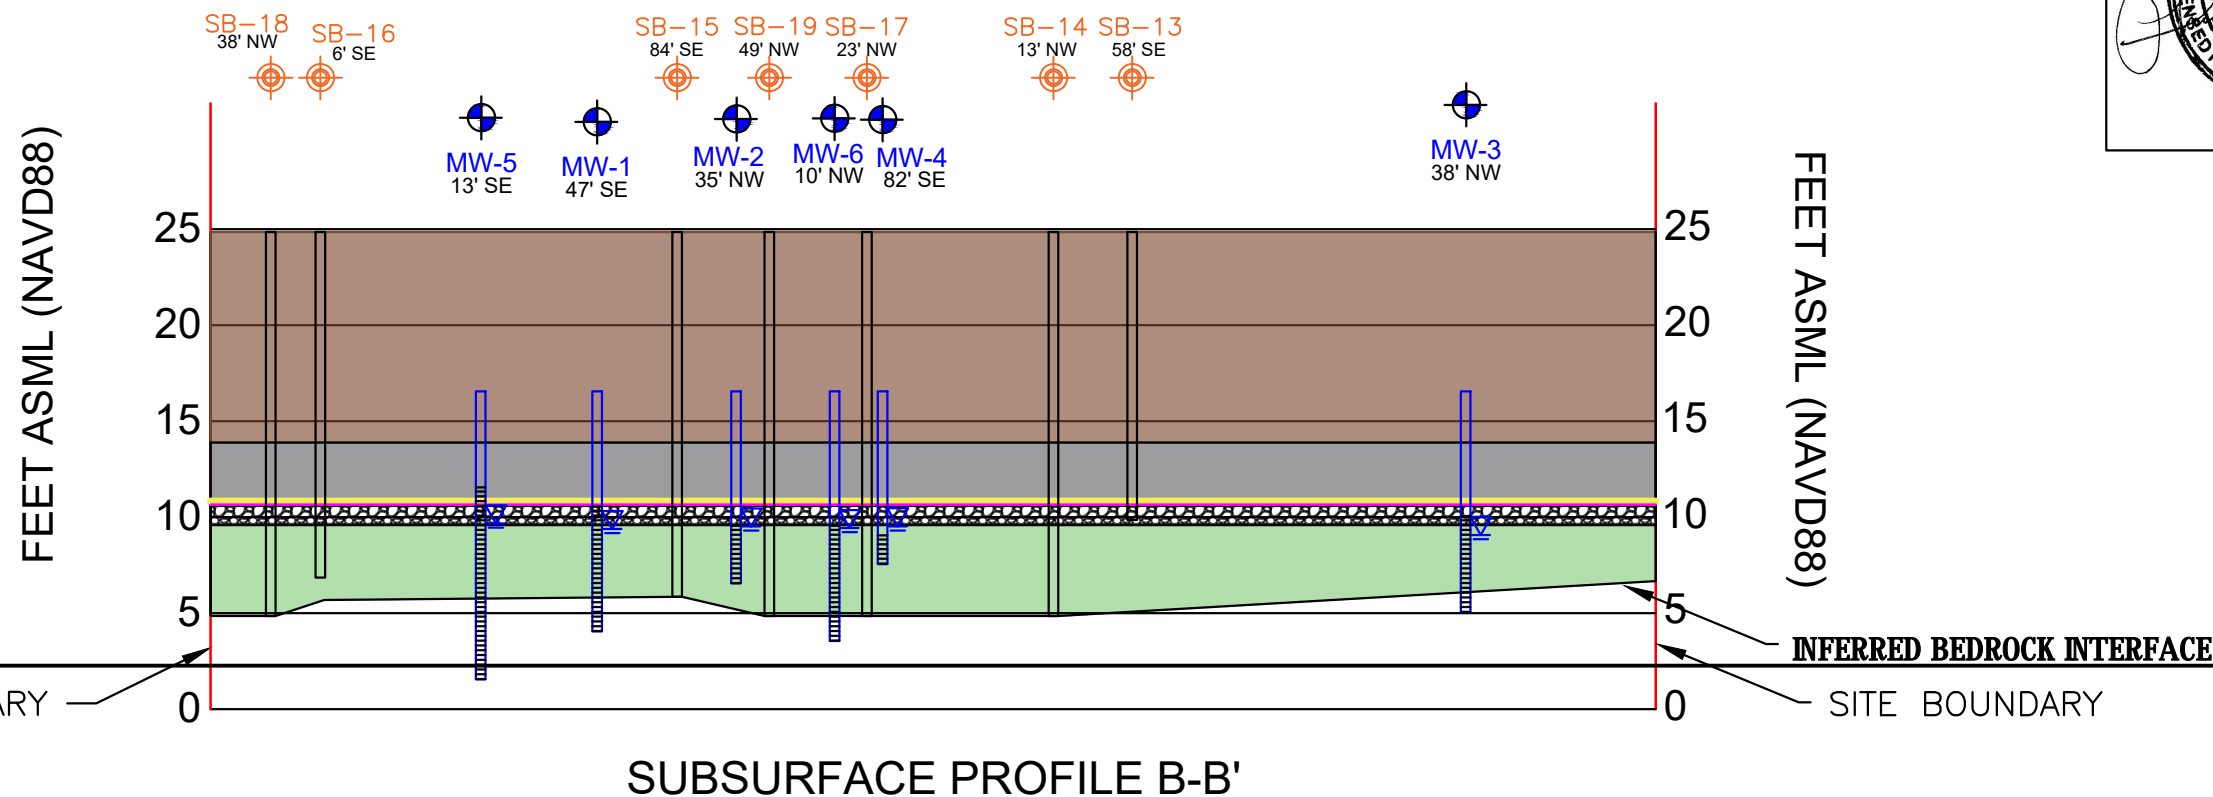 SB-18
38' NW
SB-16
6' SE
SB-15
84' SE
SB-19
49' NW
SB-17
23' NW
SB-14
13' NW
SB-13
58' SE
MW-5
13' SE
MW-1
47' SE
MW-2
35' NW
MW-6
10' NW
MW-4
82' SE
MW-3
38' NW
FEET ASML (NAVD88)
25
20
15
10
5
0
25
20
15
10
5
0
FEET ASML (NAVD88)
INFERRED BEDROCK INTERFACE
ARY
SITE BOUNDARY
SUBSURFACE PROFILE B-B'